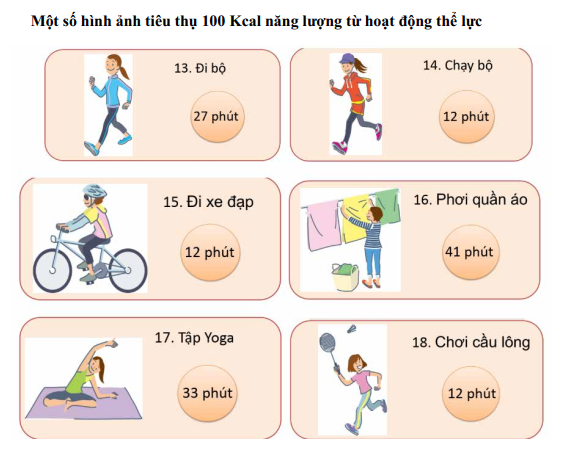 Một số hình ảnh tiêu thụ 100 Kcal năng lượng từ hoạt động thể lực
13. Đi bộ
27 phút
14. Chạy bộ
12 phút
15. Đi xe đạp
12 phút
16. Phơi quần áo
41 phút
17. Tập Yoga
33 phút
18. Chơi cầu lông
12 phút